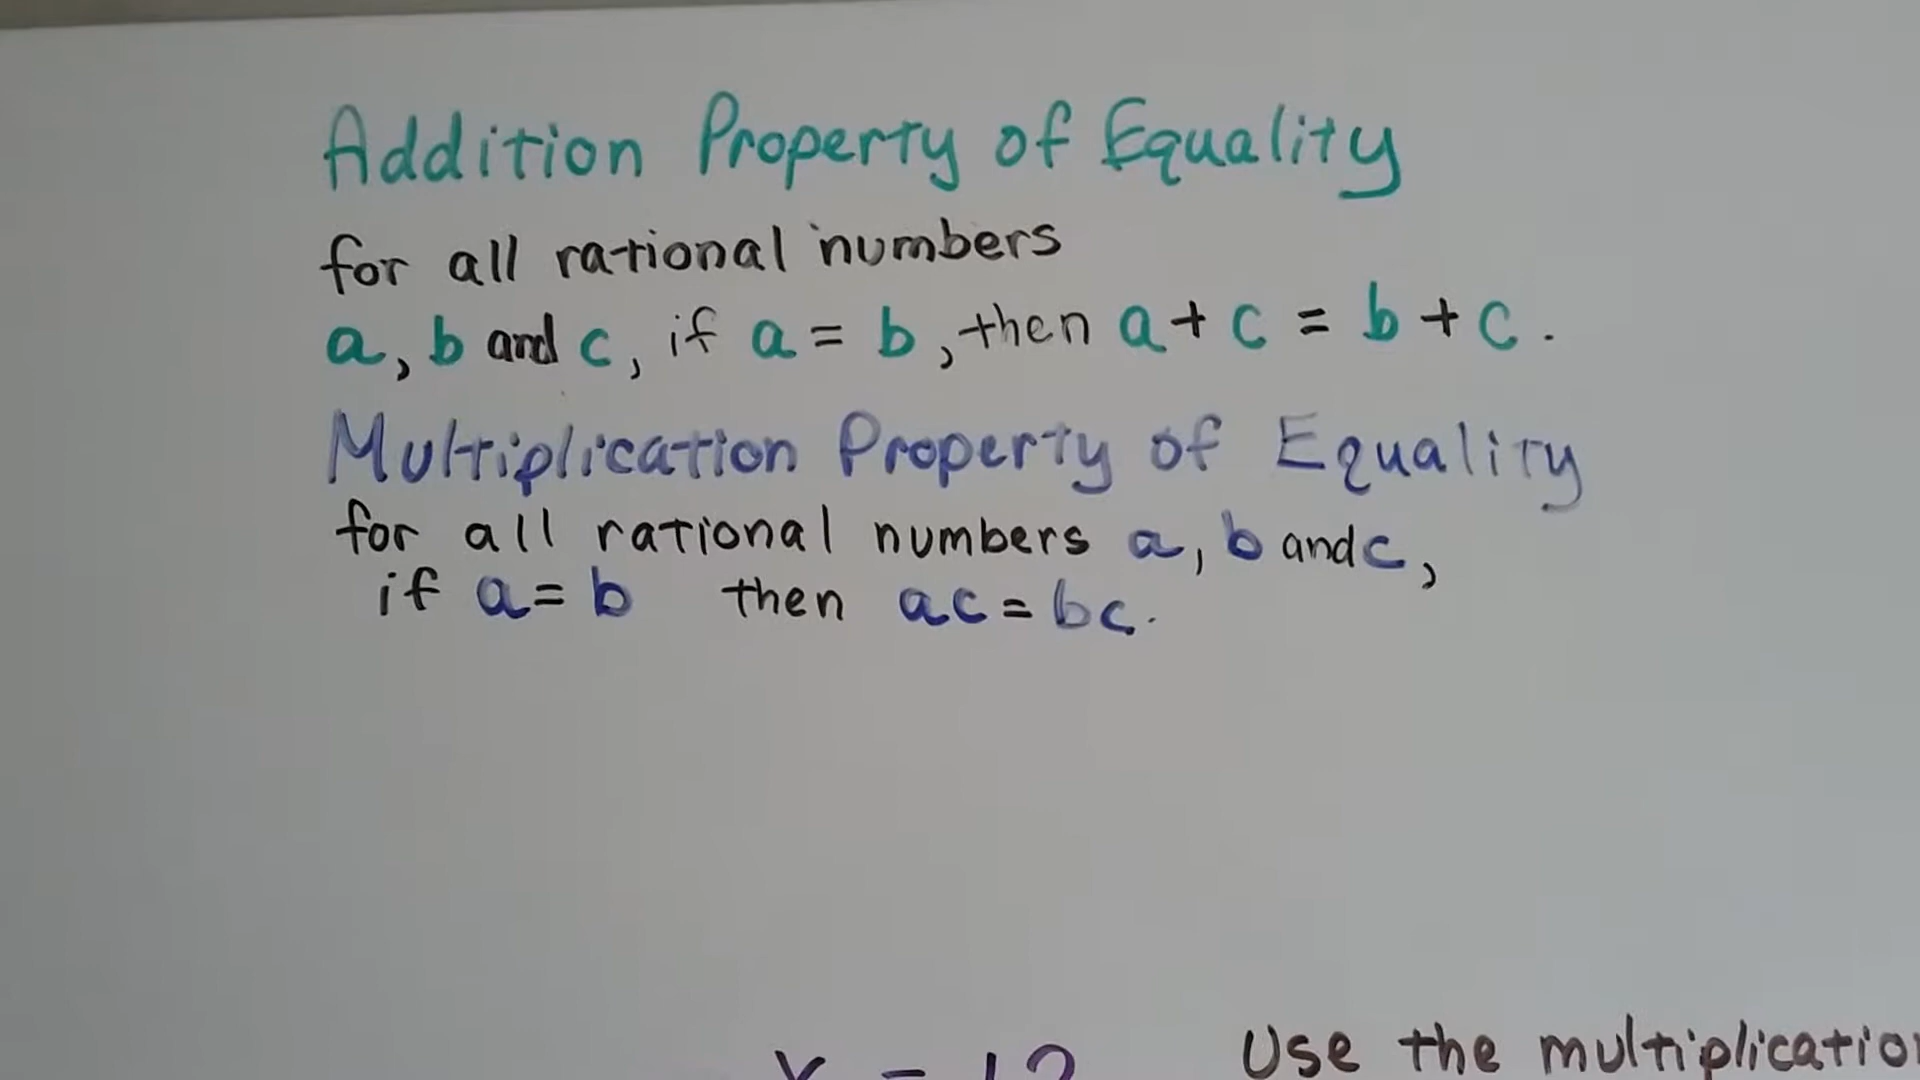 Addition Property of Equality
for all rational numbers
a, b and c, if a = b, then a + c = b + c.
Multiplication Property of Equality
for all rational numbers a, b and c,
if a = b then ac = bc.
Use the multiplication